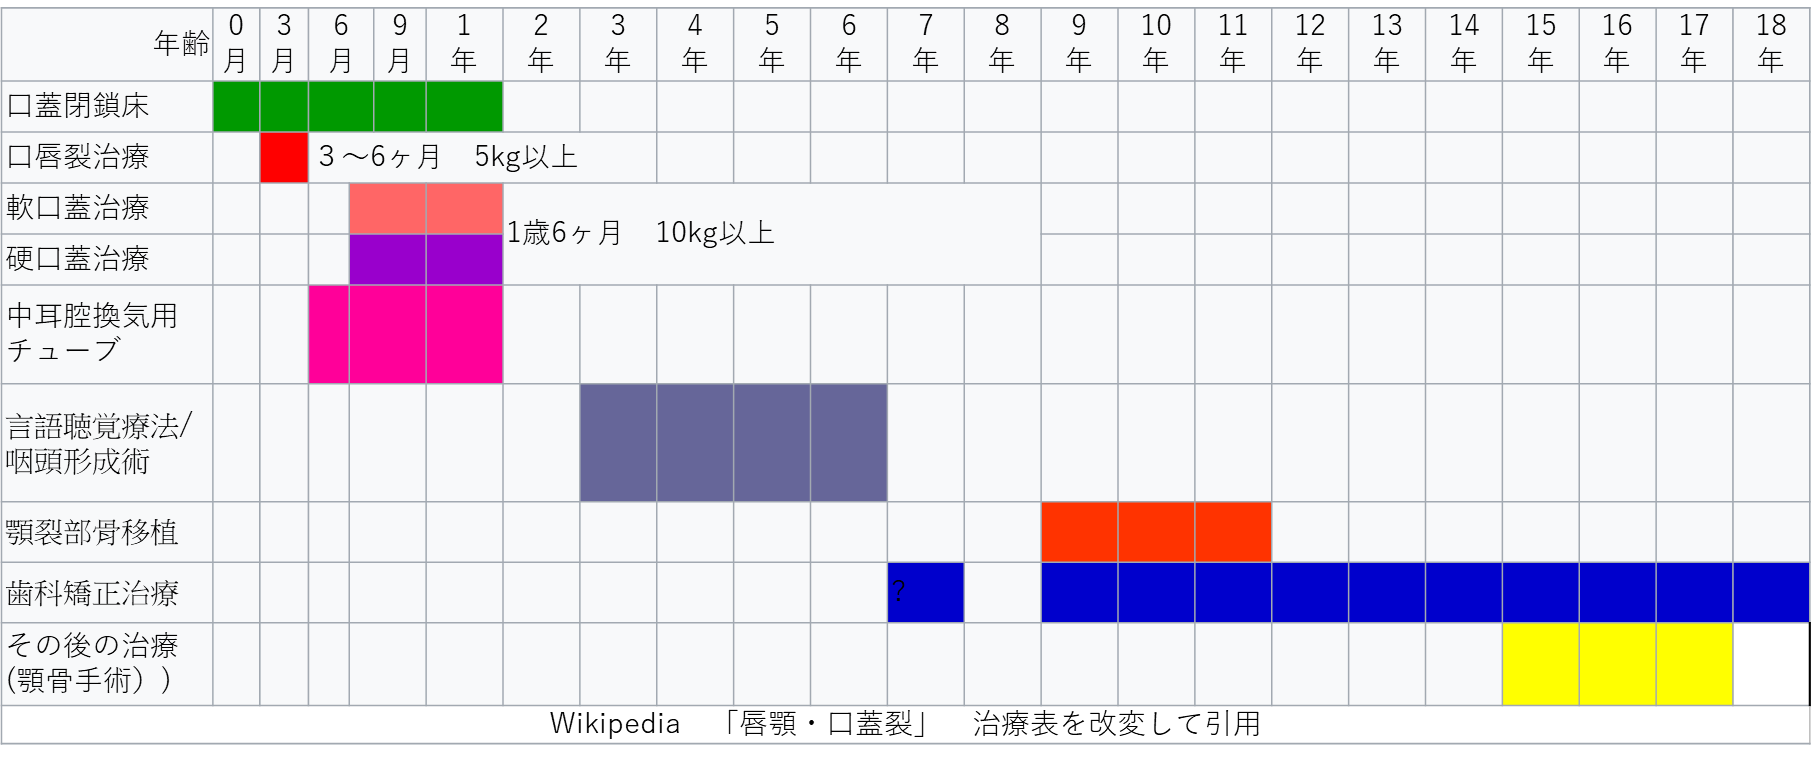 年齢
0
月
3
月
6
月
9
月
1
年
2
年
3
年
4
年
5
年
6
年
7
年
8
年
9
年
10
年
11
年
12
年
13
年
14
年
15
年
16
年
17
年
18
年
口蓋閉鎖床
口唇裂治療
３～6ヶ月　5kg以上
軟口蓋治療
1歳6ヶ月　10kg以上
硬口蓋治療
中耳腔換気用
チューブ
言語聴覚療法/
咽頭形成術
顎裂部骨移植
歯科矯正治療
?
その後の治療
(顎骨手術））
Wikipedia　「唇顎・口蓋裂」　治療表を改変して引用